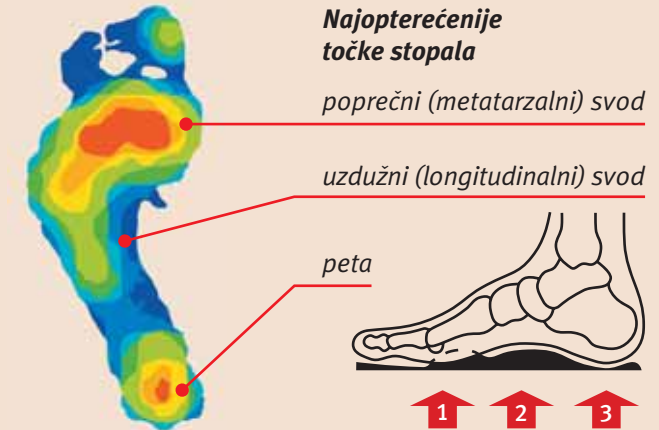 Najopterećenije
točke stopala
poprečni (metatarzalni) svod
uzdužni (longitudinalni) svod
peta
1 2 3